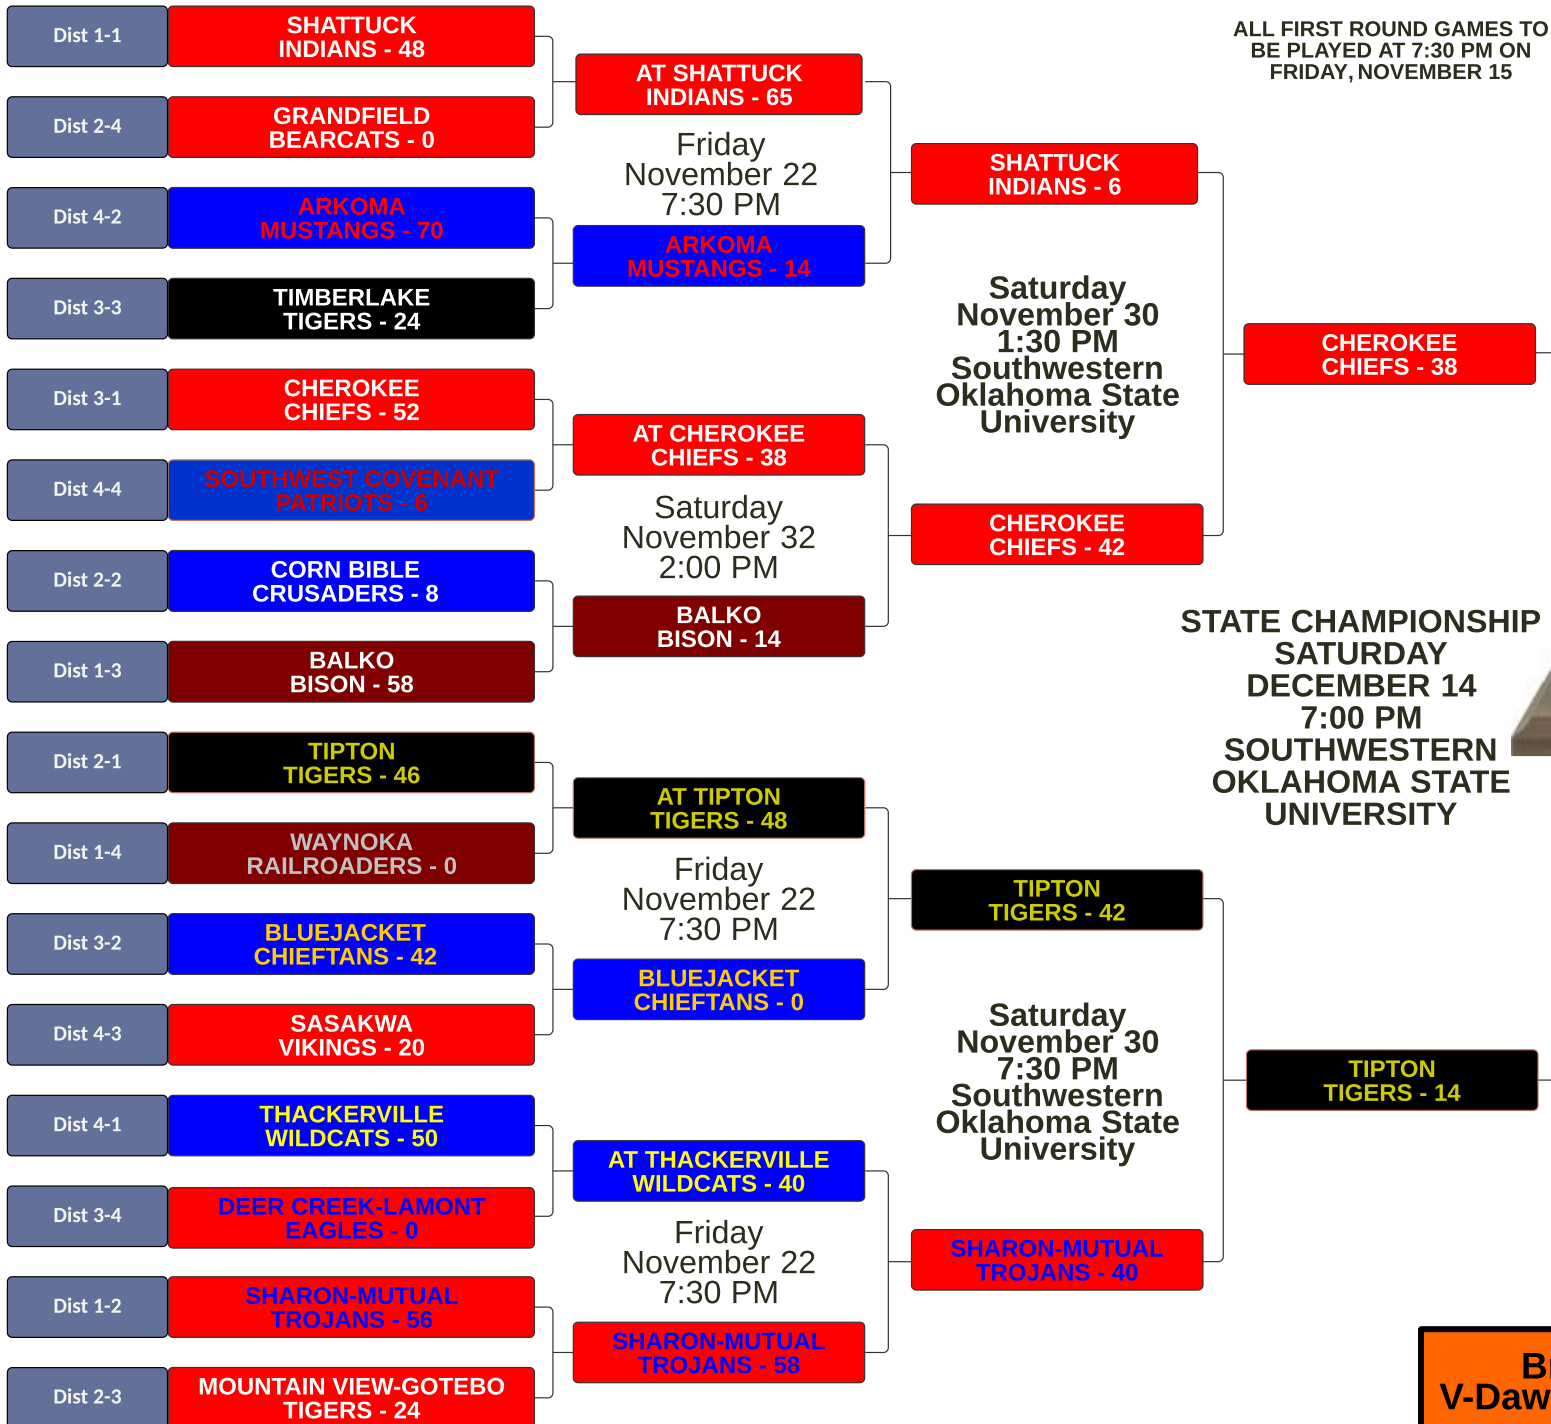 Dist 1-1
SHATTUCK
INDIANS - 48
Dist 2-4
GRANDFIELD
BEARCATS - 0
Dist 4-2
ARKOMA
MUSTANGS - 70
Dist 3-3
TIMBERLAKE
TIGERS - 24
Dist 3-1
CHEROKEE
CHIEFS - 52
Dist 4-4
SOUTHWEST COVENANT
PATRIOTS - 6
Dist 2-2
CORN BIBLE
CRUSADERS - 8
Dist 1-3
BALKO
BISON - 58
Dist 2-1
TIPTON
TIGERS - 46
Dist 1-4
WAYNOKA
RAILROADERS - 0
Dist 3-2
BLUEJACKET
CHIEFTANS - 42
Dist 4-3
SASAKWA
VIKINGS - 20
Dist 4-1
THACKERVILLE
WILDCATS - 50
Dist 3-4
DEER CREEK-LAMONT
EAGLES - 0
Dist 1-2
SHARON-MUTUAL
TROJANS - 56
Dist 2-3
MOUNTAIN VIEW-GOTEBO
TIGERS - 24
AT SHATTUCK
INDIANS - 65
Friday
November 22
7:30 PM
ARKOMA
MUSTANGS - 14
AT CHEROKEE
CHIEFS - 38
Saturday
November 32
2:00 PM
BALKO
BISON - 14
AT TIPTON
TIGERS - 48
Friday
November 22
7:30 PM
BLUEJACKET
CHIEFTANS - 0
AT THACKERVILLE
WILDCATS - 40
Friday
November 22
7:30 PM
SHARON-MUTUAL
TROJANS - 58
SHATTUCK
INDIANS - 6
Saturday
November 30
1:30 PM
Southwestern
Oklahoma State
University
CHEROKEE
CHIEFS - 42
TIPTON
TIGERS - 42
Saturday
November 30
7:30 PM
Southwestern
Oklahoma State
University
SHARON-MUTUAL
TROJANS - 40
ALL FIRST ROUND GAMES TO
BE PLAYED AT 7:30 PM ON
FRIDAY, NOVEMBER 15
CHEROKEE
CHIEFS - 38
STATE CHAMPIONSHIP
SATURDAY
DECEMBER 14
7:00 PM
SOUTHWESTERN
OKLAHOMA STATE
UNIVERSITY
TIPTON
TIGERS - 14
V-Daw